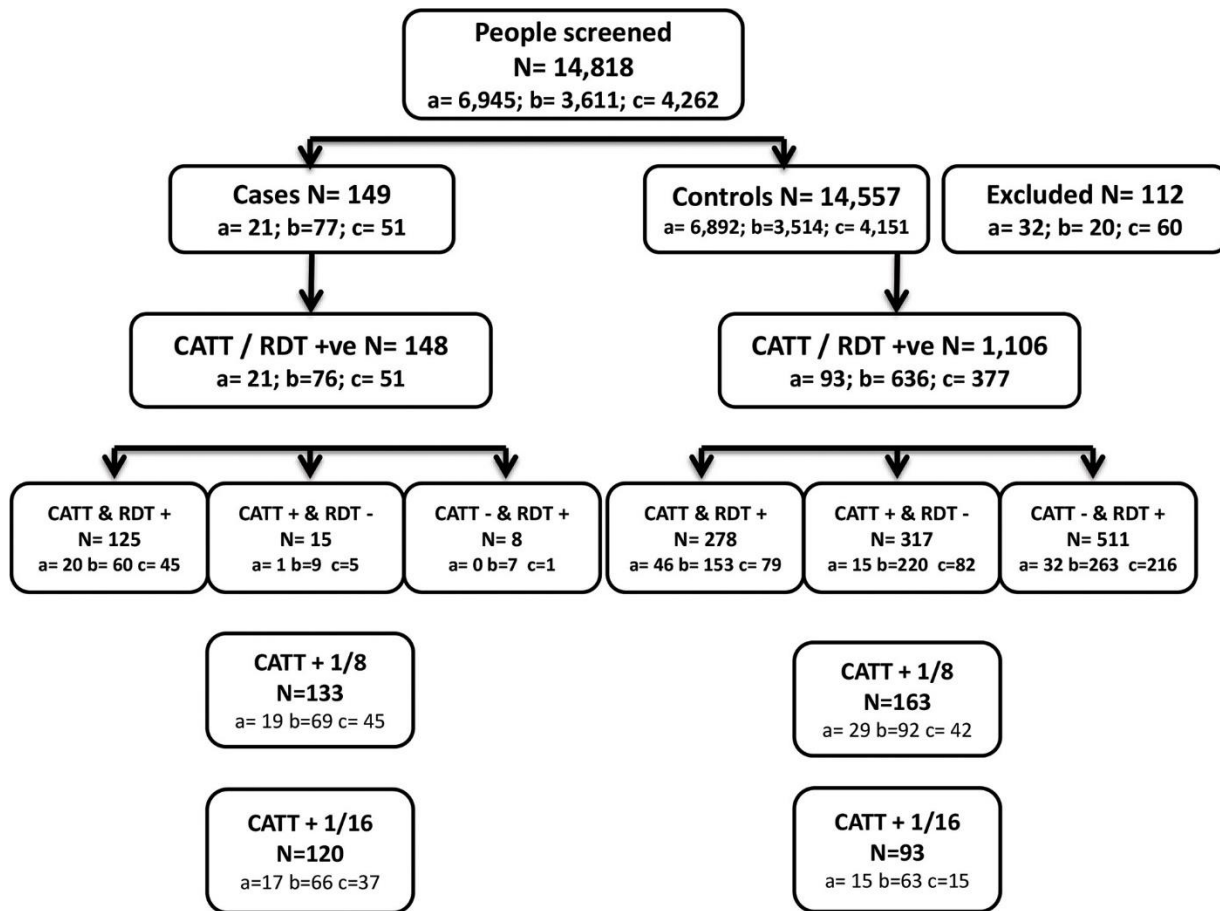 People screened
N= 14,818
a= 6,945; b= 3,611; c= 4,262
Cases N= 149
a= 21; b=77; c= 51
Controls N= 14,557
a= 6,892; b=3,514; c= 4,151
Excluded N= 112
a= 32; b= 20; c= 60
CATT / RDT +ve N= 148
a= 21; b=76; c= 51
CATT / RDT +ve N= 1,106
a= 93; b= 636; c= 377
CATT & RDT +
N= 125
a= 20 b= 60 c= 45
CATT + & RDT -
N= 15
a= 1 b=9 c=5
CATT - & RDT +
N= 8
a= 0 b=7 c=1
CATT & RDT +
N= 278
a= 46 b= 153 c= 79
CATT + & RDT -
N= 317
a= 15 b=220 c=82
CATT - & RDT +
N= 511
a= 32 b=263 c=216
CATT + 1/8
N=133
a= 19 b=69 c= 45
CATT + 1/8
N=163
a= 29 b=92 c= 42
CATT + 1/16
N=120
a=17 b=66 c=37
CATT + 1/16
N=93
a= 15 b=63 c=15